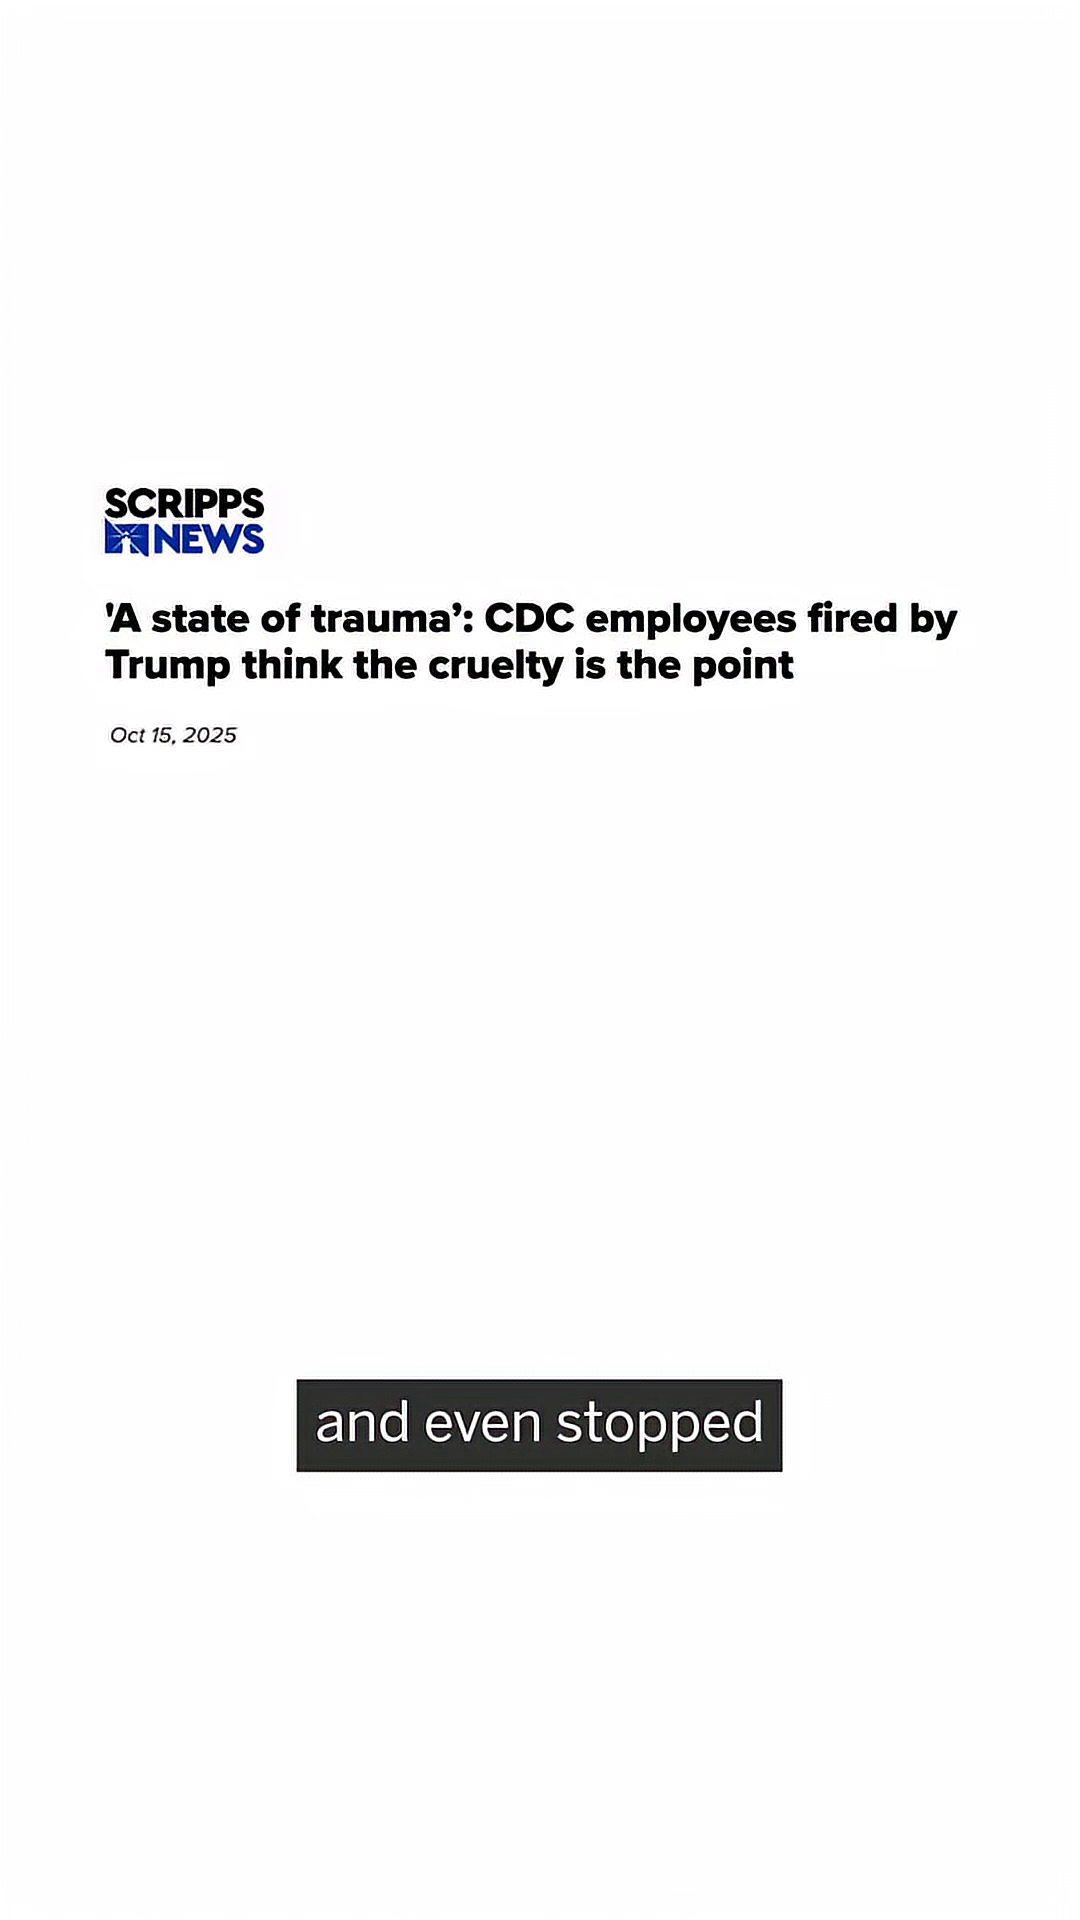 SCRIPPS
NEWS
'A state of trauma’: CDC employees fired by
Trump think the cruelty is the point
Oct 15, 2025
and even stopped